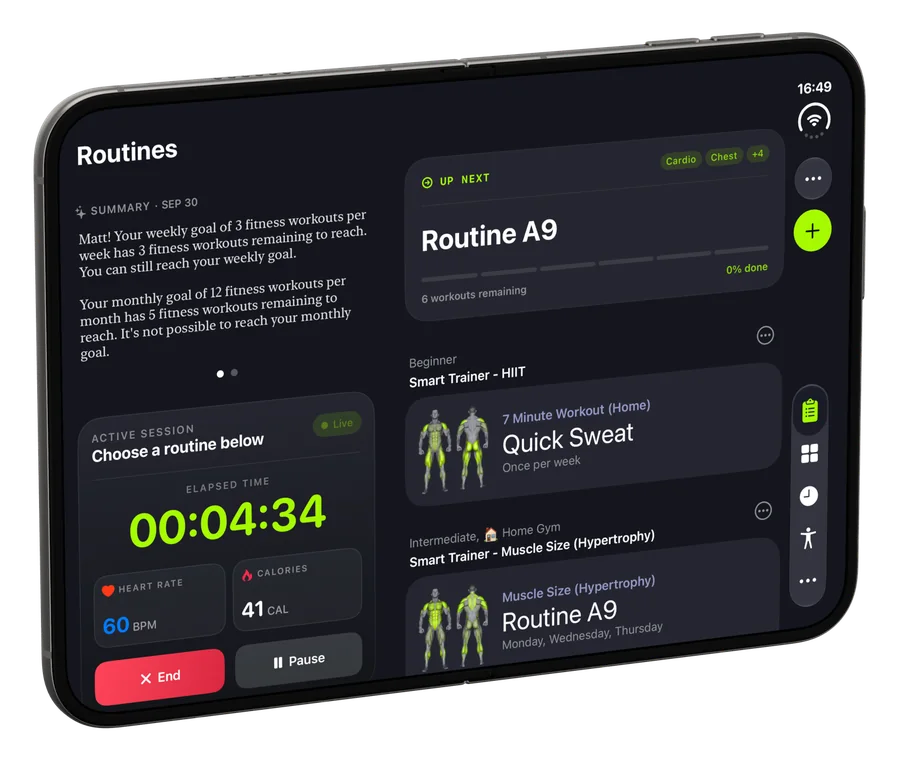 16:49
Routines
SUMMARY · SEP 30
Matt! Your weekly goal of 3 fitness workouts per
week has 3 fitness workouts remaining to reach.
You can still reach your weekly goal.
Your monthly goal of 12 fitness workouts per
month has 5 fitness workouts remaining to
reach. It's not possible to reach your monthly
goal.
ACTIVE SESSION
Choose a routine below
Live
ELAPSED TIME
00:04:34
HEART RATE
60 BPM
CALORIES
41 CAL
End
Pause
UP NEXT
Cardio
Chest
+4
Routine A9
6 workouts remaining
0% done
Beginner
Smart Trainer - HIIT
7 Minute Workout (Home)
Quick Sweat
Once per week
Intermediate, 🏠 Home Gym
Smart Trainer - Muscle Size (Hypertrophy)
Muscle Size (Hypertrophy)
Routine A9
Monday, Wednesday, Thursday